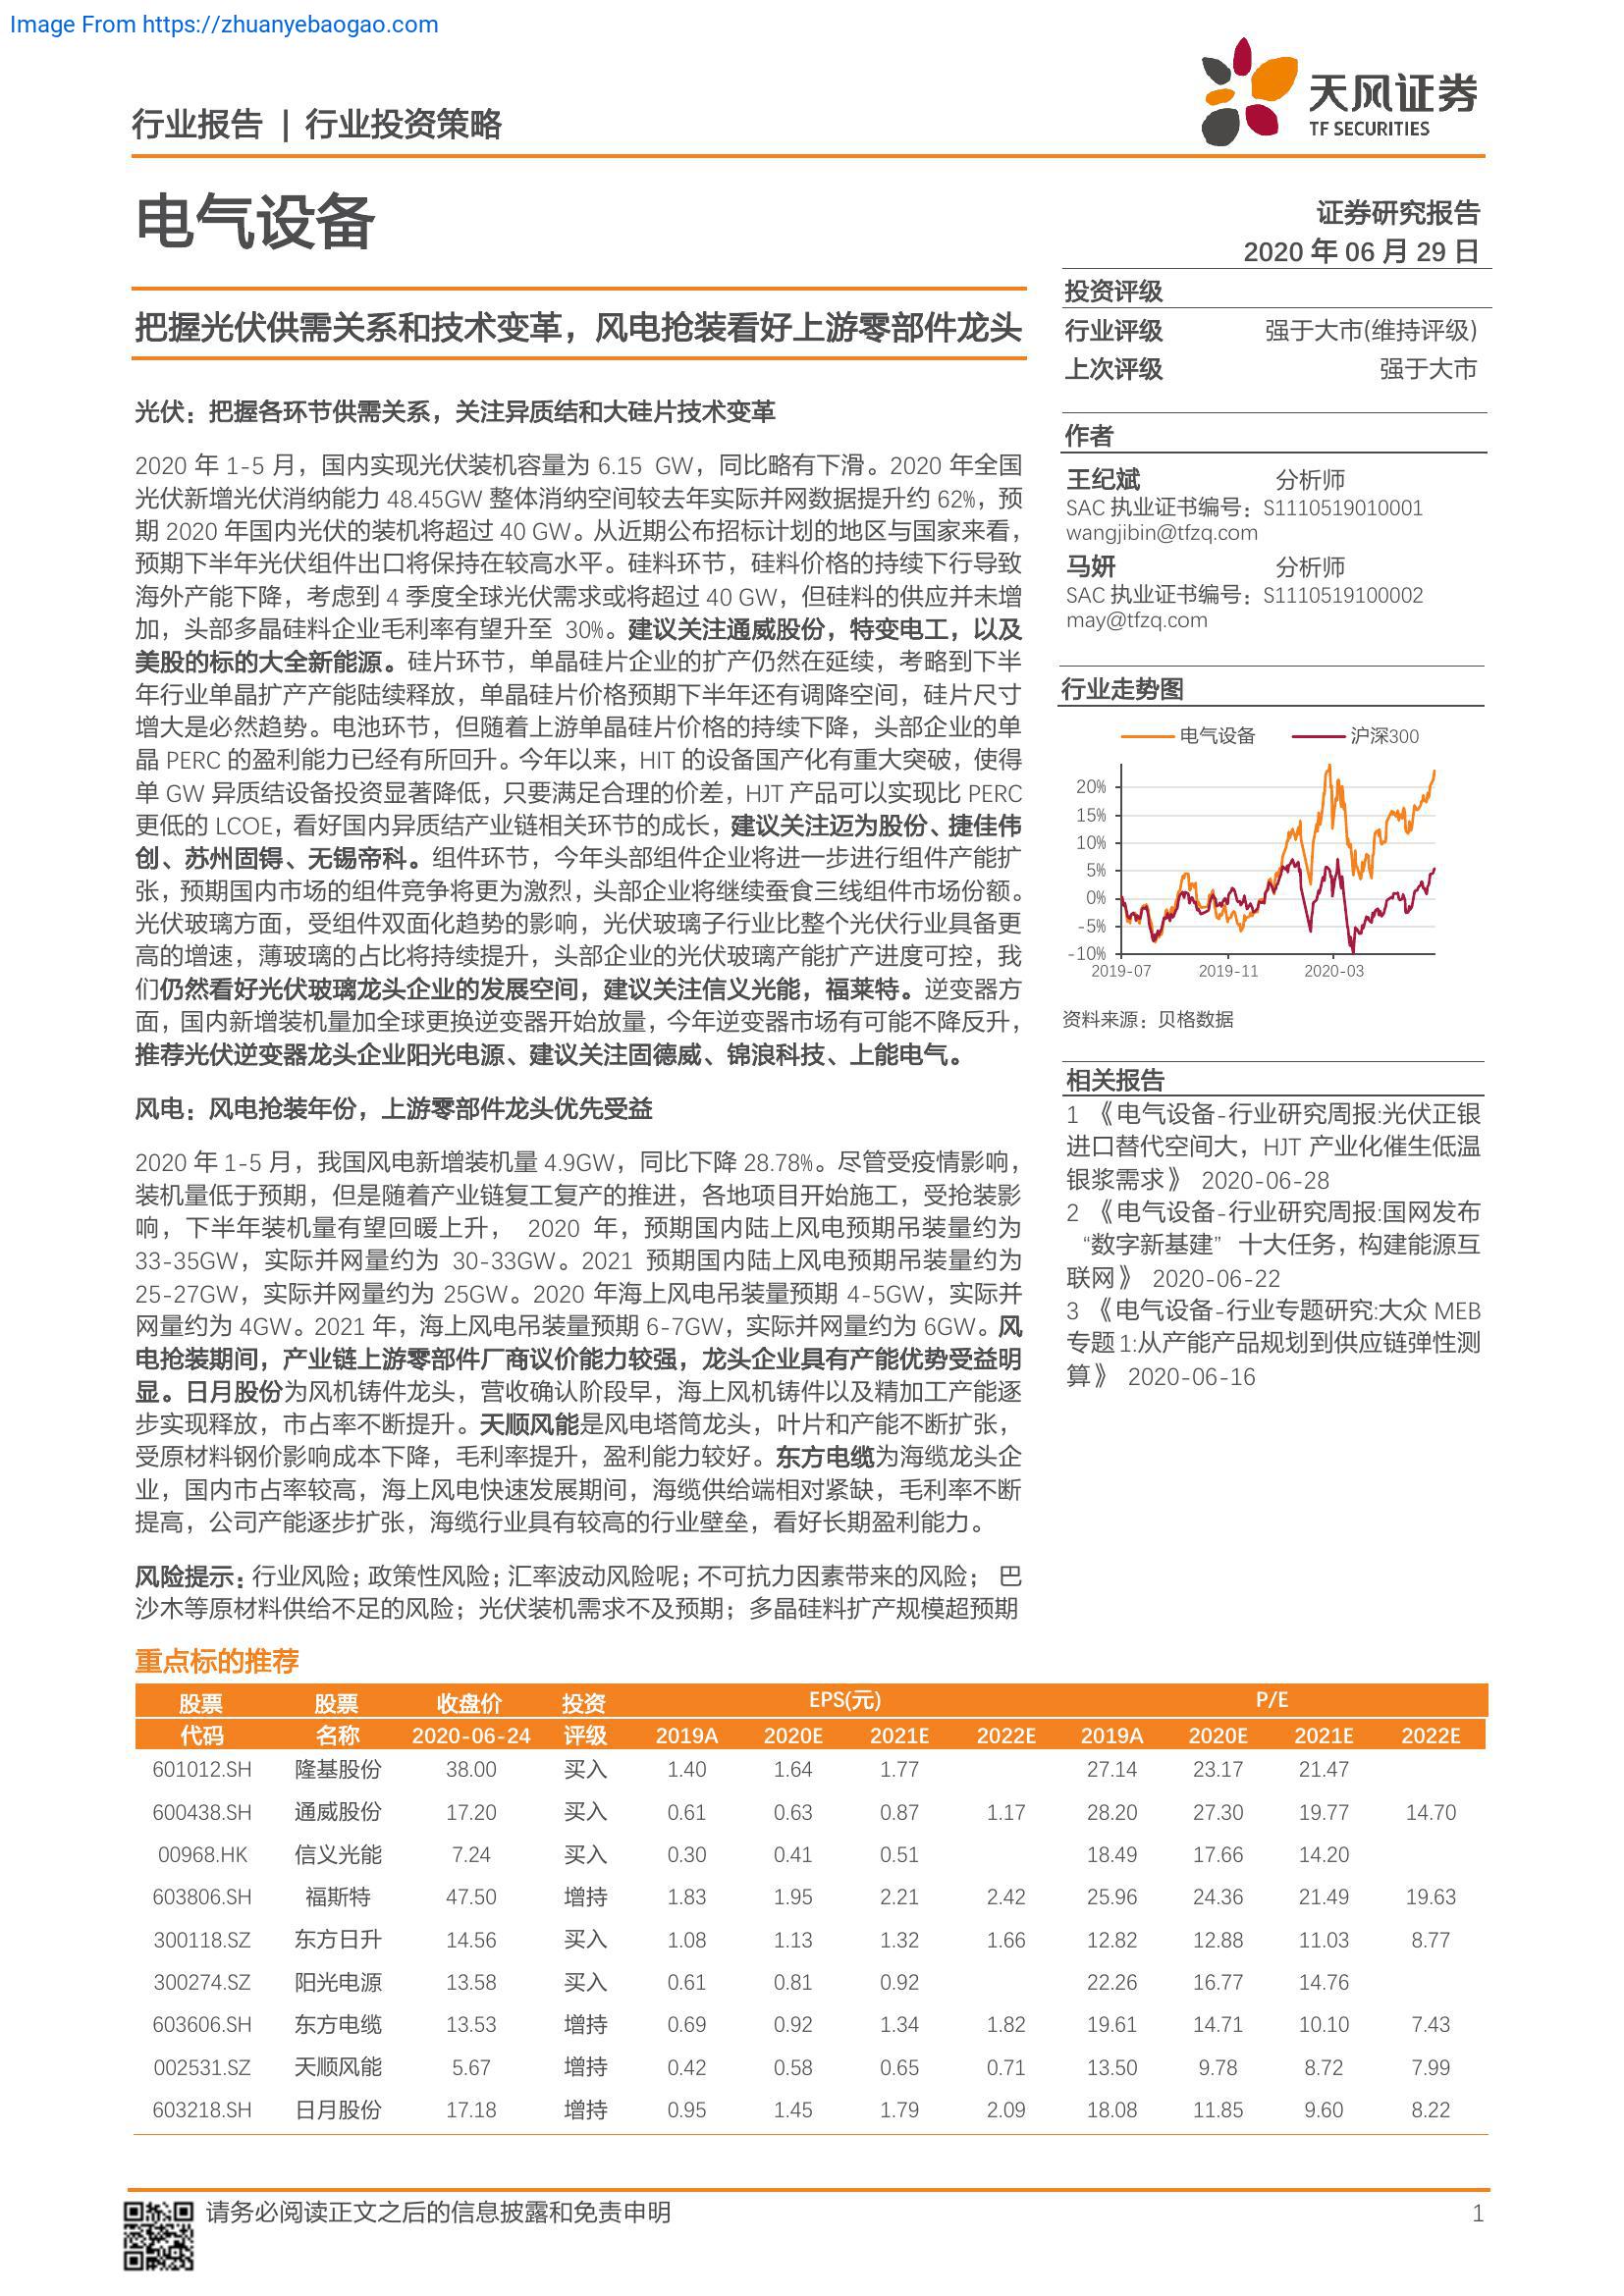 Image From https://zhuanyebaogao.com
行业报告 | 行业投资策略
天风证券
TF SECURITIES
电气设备
证券研究报告
2020 年 06 月 29 日
把握光伏供需关系和技术变革，风电抢装看好上游零部件龙头
光伏：把握各环节供需关系，关注异质结和大硅片技术变革
2020 年 1-5 月，国内实现光伏装机容量为 6.15 GW，同比略有下滑。2020 年全国
光伏新增光伏消纳能力 48.45GW 整体消纳空间较去年实际并网数据提升约 62%，预
期 2020 年国内光伏的装机将超过 40 GW。从近期公布招标计划的地区与国家来看，
预期下半年光伏组件出口将保持在较高水平。硅料环节，硅料价格的持续下行导致
海外产能下降，考虑到 4 季度全球光伏需求或将超过 40 GW，但硅料的供应并未增
加，头部多晶硅料企业毛利率有望升至 30%。建议关注通威股份，特变电工，以及
美股的标的大全新能源。硅片环节，单晶硅片企业的扩产仍然在延续，考略到下半
年行业单晶扩产产能陆续释放，单晶硅片价格预期下半年还有调降空间，硅片尺寸
增大是必然趋势。电池环节，但随着上游单晶硅片价格的持续下降，头部企业的单
晶 PERC 的盈利能力已经有所回升。今年以来，HIT 的设备国产化有重大突破，使得
单 GW 异质结设备投资显著降低，只要满足合理的价差，HJT 产品可以实现比 PERC
更低的 LCOE，看好国内异质结产业链相关环节的成长，建议关注迈为股份、捷佳伟
创、苏州固锝、无锡帝科。组件环节，今年头部组件企业将进一步进行组件产能扩
张，预期国内市场的组件竞争将更为激烈，头部企业将继续蚕食三线组件市场份额。
光伏玻璃方面，受组件双面化趋势的影响，光伏玻璃子行业比整个光伏行业具备更
高的增速，薄玻璃的占比将持续提升，头部企业的光伏玻璃产能扩产进度可控，我
们仍然看好光伏玻璃龙头企业的发展空间，建议关注信义光能，福莱特。逆变器方
面，国内新增装机量加全球更换逆变器开始放量，今年逆变器市场有可能不降反升，
推荐光伏逆变器龙头企业阳光电源、建议关注固德威、锦浪科技、上能电气。
风电：风电抢装年份，上游零部件龙头优先受益
2020 年 1-5 月，我国风电新增装机量 4.9GW，同比下降 28.78%。尽管受疫情影响，
装机量低于预期，但是随着产业链复工复产的推进，各地项目开始施工，受抢装影
响，下半年装机量有望回暖上升， 2020 年，预期国内陆上风电预期吊装量约为
33-35GW，实际并网量约为 30-33GW。2021 预期国内陆上风电预期吊装量约为
25-27GW，实际并网量约为 25GW。2020 年海上风电吊装量预期 4-5GW，实际并
网量约为 4GW。2021 年，海上风电吊装量预期 6-7GW，实际并网量约为 6GW。风
电抢装期间，产业链上游零部件厂商议价能力较强，龙头企业具有产能优势受益明
显。日月股份为风机铸件龙头，营收确认阶段早，海上风机铸件以及精加工产能逐
步实现释放，市占率不断提升。天顺风能是风电塔筒龙头，叶片和产能不断扩张，
受原材料钢价影响成本下降，毛利率提升，盈利能力较好。东方电缆为海缆龙头企
业，国内市占率较高，海上风电快速发展期间，海缆供给端相对紧缺，毛利率不断
提高，公司产能逐步扩张，海缆行业具有较高的行业壁垒，看好长期盈利能力。
风险提示：行业风险；政策性风险；汇率波动风险呢；不可抗力因素带来的风险； 巴
沙木等原材料供给不足的风险；光伏装机需求不及预期；多晶硅料扩产规模超预期
投资评级
行业评级 强于大市(维持评级)
上次评级 强于大市
作者
王纪斌 分析师
SAC 执业证书编号：S1110519010001
wangjibin@tfzq.com
马妍 分析师
SAC 执业证书编号：S1110519100002
may@tfzq.com
行业走势图
电气设备 沪深300
20%
15%
10%
5%
0%
-5%
-10%
2019-07 2019-11 2020-03
资料来源：贝格数据
相关报告
1 《电气设备-行业研究周报:光伏正银
进口替代空间大，HJT 产业化催生低温
银浆需求》 2020-06-28
2 《电气设备-行业研究周报:国网发布
“数字新基建” 十大任务，构建能源互
联网》 2020-06-22
3 《电气设备-行业专题研究:大众 MEB
专题1:从产能产品规划到供应链弹性测
算》 2020-06-16
重点标的推荐
股票 股票 收盘价 投资 EPS(元) P/E
代码 名称 2020-06-24 评级 2019A 2020E 2021E 2022E 2019A 2020E 2021E 2022E
601012.SH 隆基股份 38.00 买入 1.40 1.64 1.77 27.14 23.17 21.47
600438.SH 通威股份 17.20 买入 0.61 0.63 0.87 1.17 28.20 27.30 19.77 14.70
00968.HK 信义光能 7.24 买入 0.30 0.41 0.51 18.49 17.66 14.20
603806.SH 福斯特 47.50 增持 1.83 1.95 2.21 2.42 25.96 24.36 21.49 19.63
300118.SZ 东方日升 14.56 买入 1.08 1.13 1.32 1.66 12.82 12.88 11.03 8.77
300274.SZ 阳光电源 13.58 买入 0.61 0.81 0.92 22.26 16.77 14.76
603606.SH 东方电缆 13.53 增持 0.69 0.92 1.34 1.82 19.61 14.71 10.10 7.43
002531.SZ 天顺风能 5.67 增持 0.42 0.58 0.65 0.71 13.50 9.78 8.72 7.99
603218.SH 日月股份 17.18 增持 0.95 1.45 1.79 2.09 18.08 11.85 9.60 8.22
请务必阅读正文之后的信息披露和免责申明 1